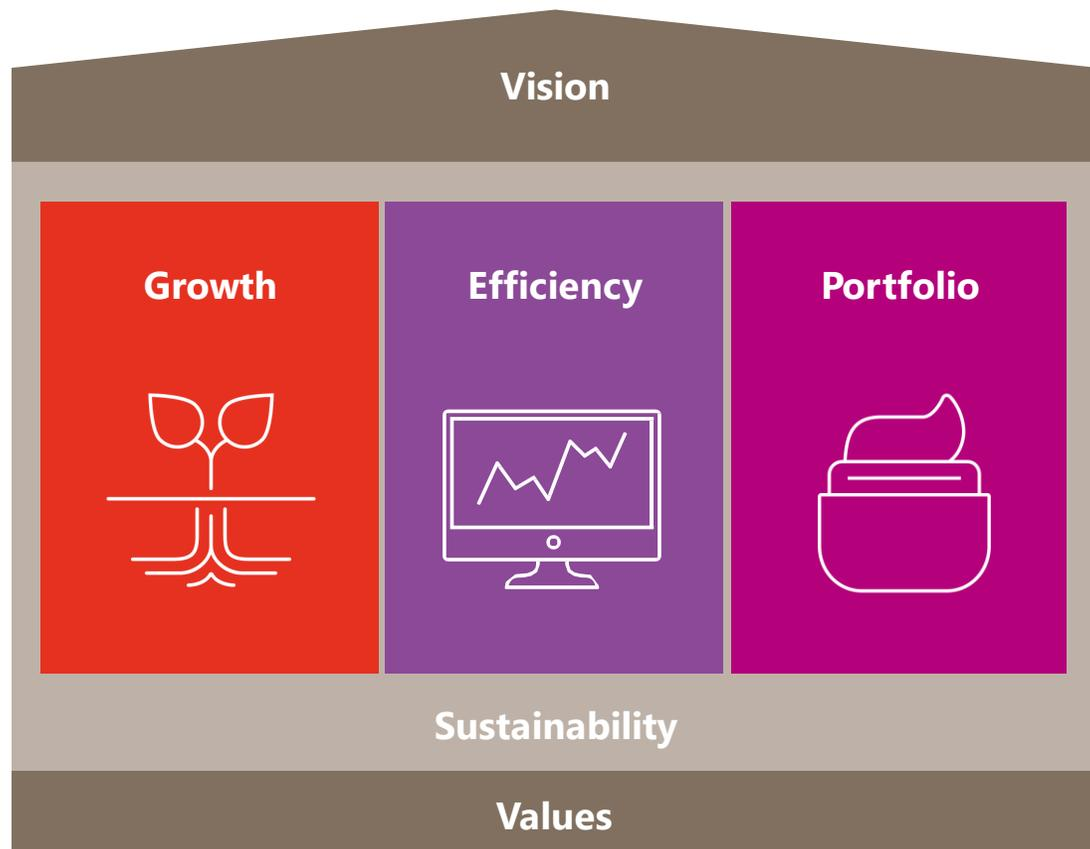 Vision
Growth
Efficiency
Portfolio
Sustainability
Values